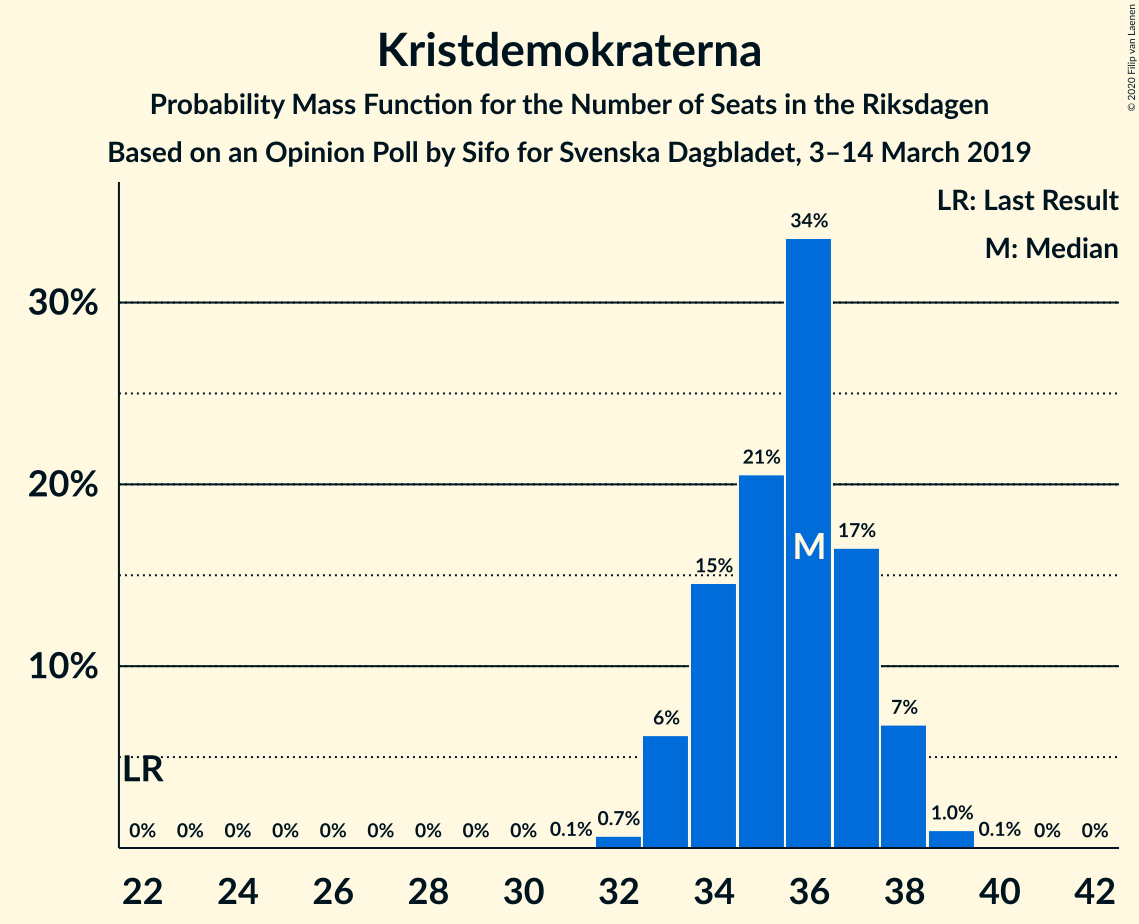 Kristdemokraterna
Probability Mass Function for the Number of Seats in the Riksdagen
Based on an Opinion Poll by Sifo for Svenska Dagbladet, 3–14 March 2019
© 2020 Filip van Laenen
LR: Last Result
M: Median
34%
30%
21%
20%
17%
M
15%
10%
7%
6%
LR
0% 0% 0% 0% 0% 0% 0% 0% 0% 0.1% 0.7% 1.0% 0.1% 0% 0%
22 24 26 28 30 32 34 36 38 40 42